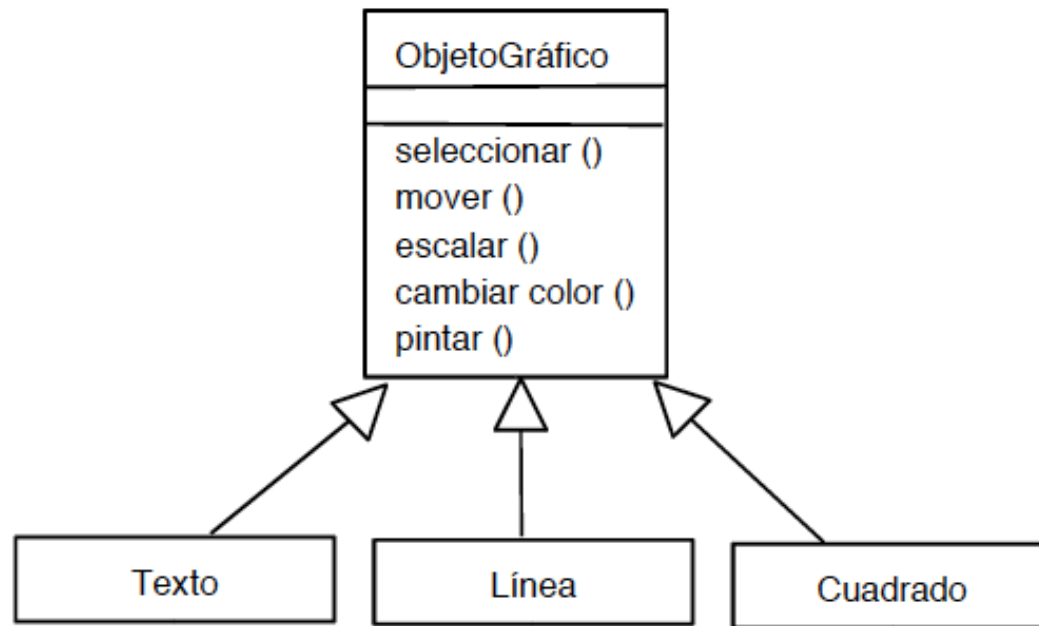 ObjetoGráfico
seleccionar ()
mover ()
escalar ()
cambiar color ()
pintar ()
Texto
Línea
Cuadrado